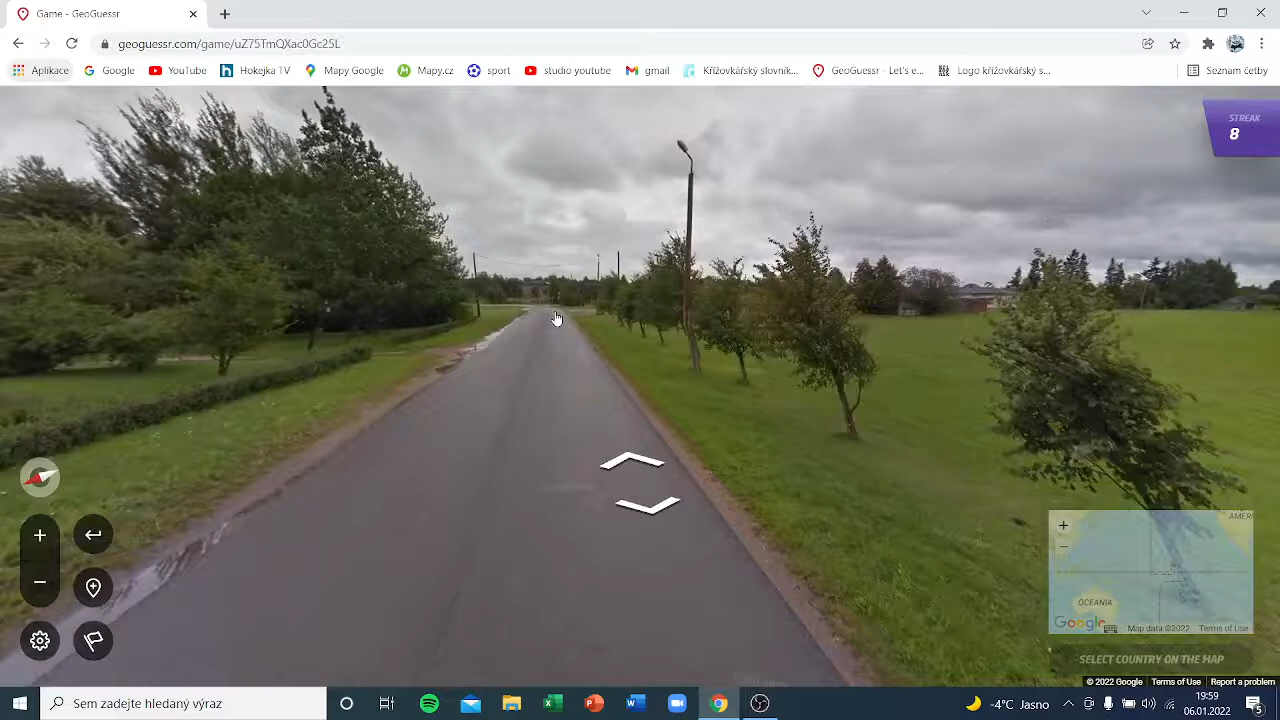 Game - GeoGuessr
geoguessr.com/game/uZ75TmQXac0Gc25L
Aplikace
Google
YouTube
Hokejka TV
Mapy Google
Mapy.cz
sport
studio youtube
gmail
Křížovkářský slovník...
GeoGuessr - Let's e...
Logo křížovkářský s...
Seznam četby
STREAK
8
AMERI
OCEANIA
Google
Map data ©2022
Terms of Use
SELECT COUNTRY ON THE MAP
© 2022 Google
Terms of Use
Report a problem
Sem zadejte hledaný výraz
-4°C Jasno
19:59
06.01.2022
3